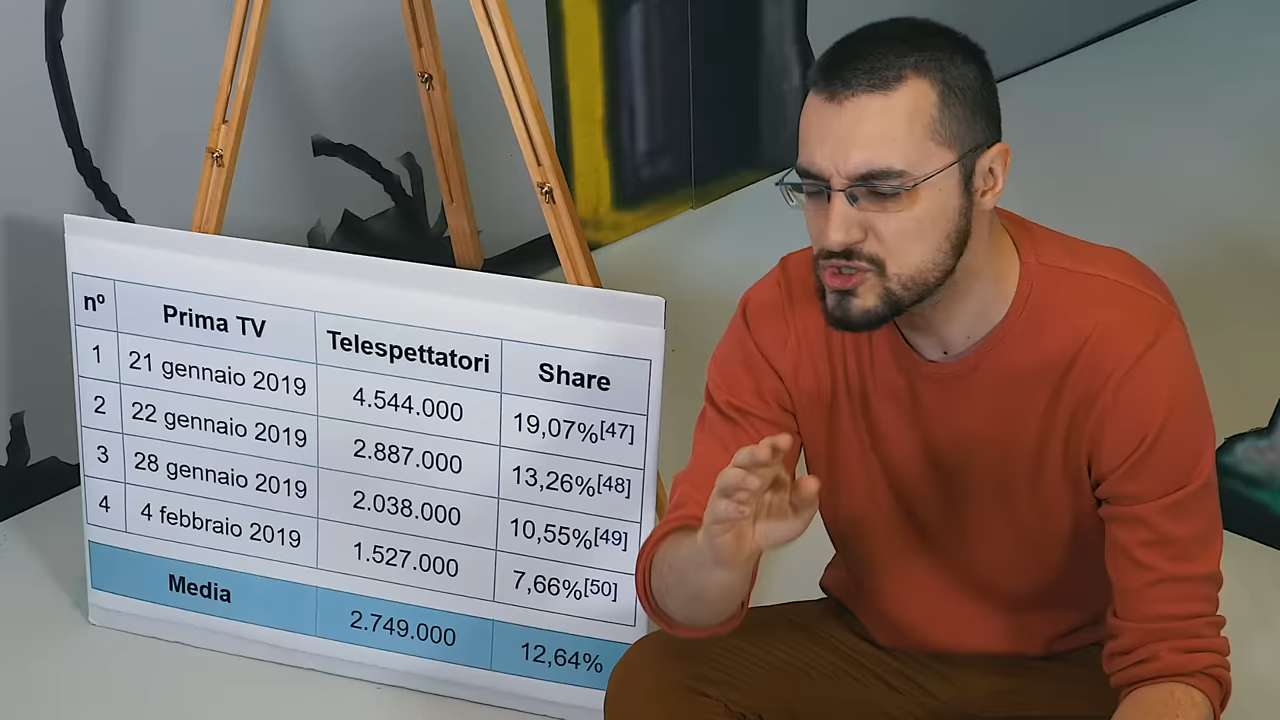 nº Prima TV Telespettatori Share
1 21 gennaio 2019 4.544.000 19,07%[47]
2 22 gennaio 2019 2.887.000 13,26%[48]
3 28 gennaio 2019 2.038.000 10,55%[49]
4 4 febbraio 2019 1.527.000 7,66%[50]
Media 2.749.000 12,64%